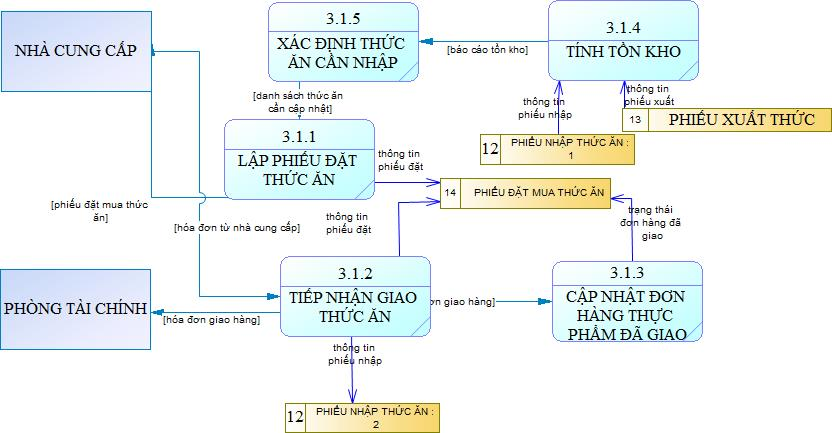 NHÀ CUNG CẤP
3.1.5
XÁC ĐỊNH THỨC
ĂN CẦN NHẬP
[báo cáo tồn kho]
3.1.4
TÍNH TỒN KHO
[danh sách thức ăn
cần cập nhật]
thông tin
phiếu nhập
thông tin
phiếu xuất
13 PHIẾU XUẤT THỨC
3.1.1
LẬP PHIẾU ĐẶT
THỨC ĂN
12 PHIẾU NHẬP THỨC ĂN :
1
thông tin
phiếu đặt
14 PHIẾU ĐẶT MUA THỨC ĂN
[phiếu đặt mua thức
ăn]
[hóa đơn từ nhà cung cấp]
thông tin
phiếu đặt
trạng thái
đơn hàng đã
giao
PHÒNG TÀI CHÍNH
[hóa đơn giao hàng]
3.1.2
TIẾP NHẬN GIAO
THỨC ĂN
giao hàng]
3.1.3
CẬP NHẬT ĐƠN
HÀNG THỰC
PHẨM ĐÃ GIAO
thông tin
phiếu nhập
12 PHIẾU NHẬP THỨC ĂN :
2